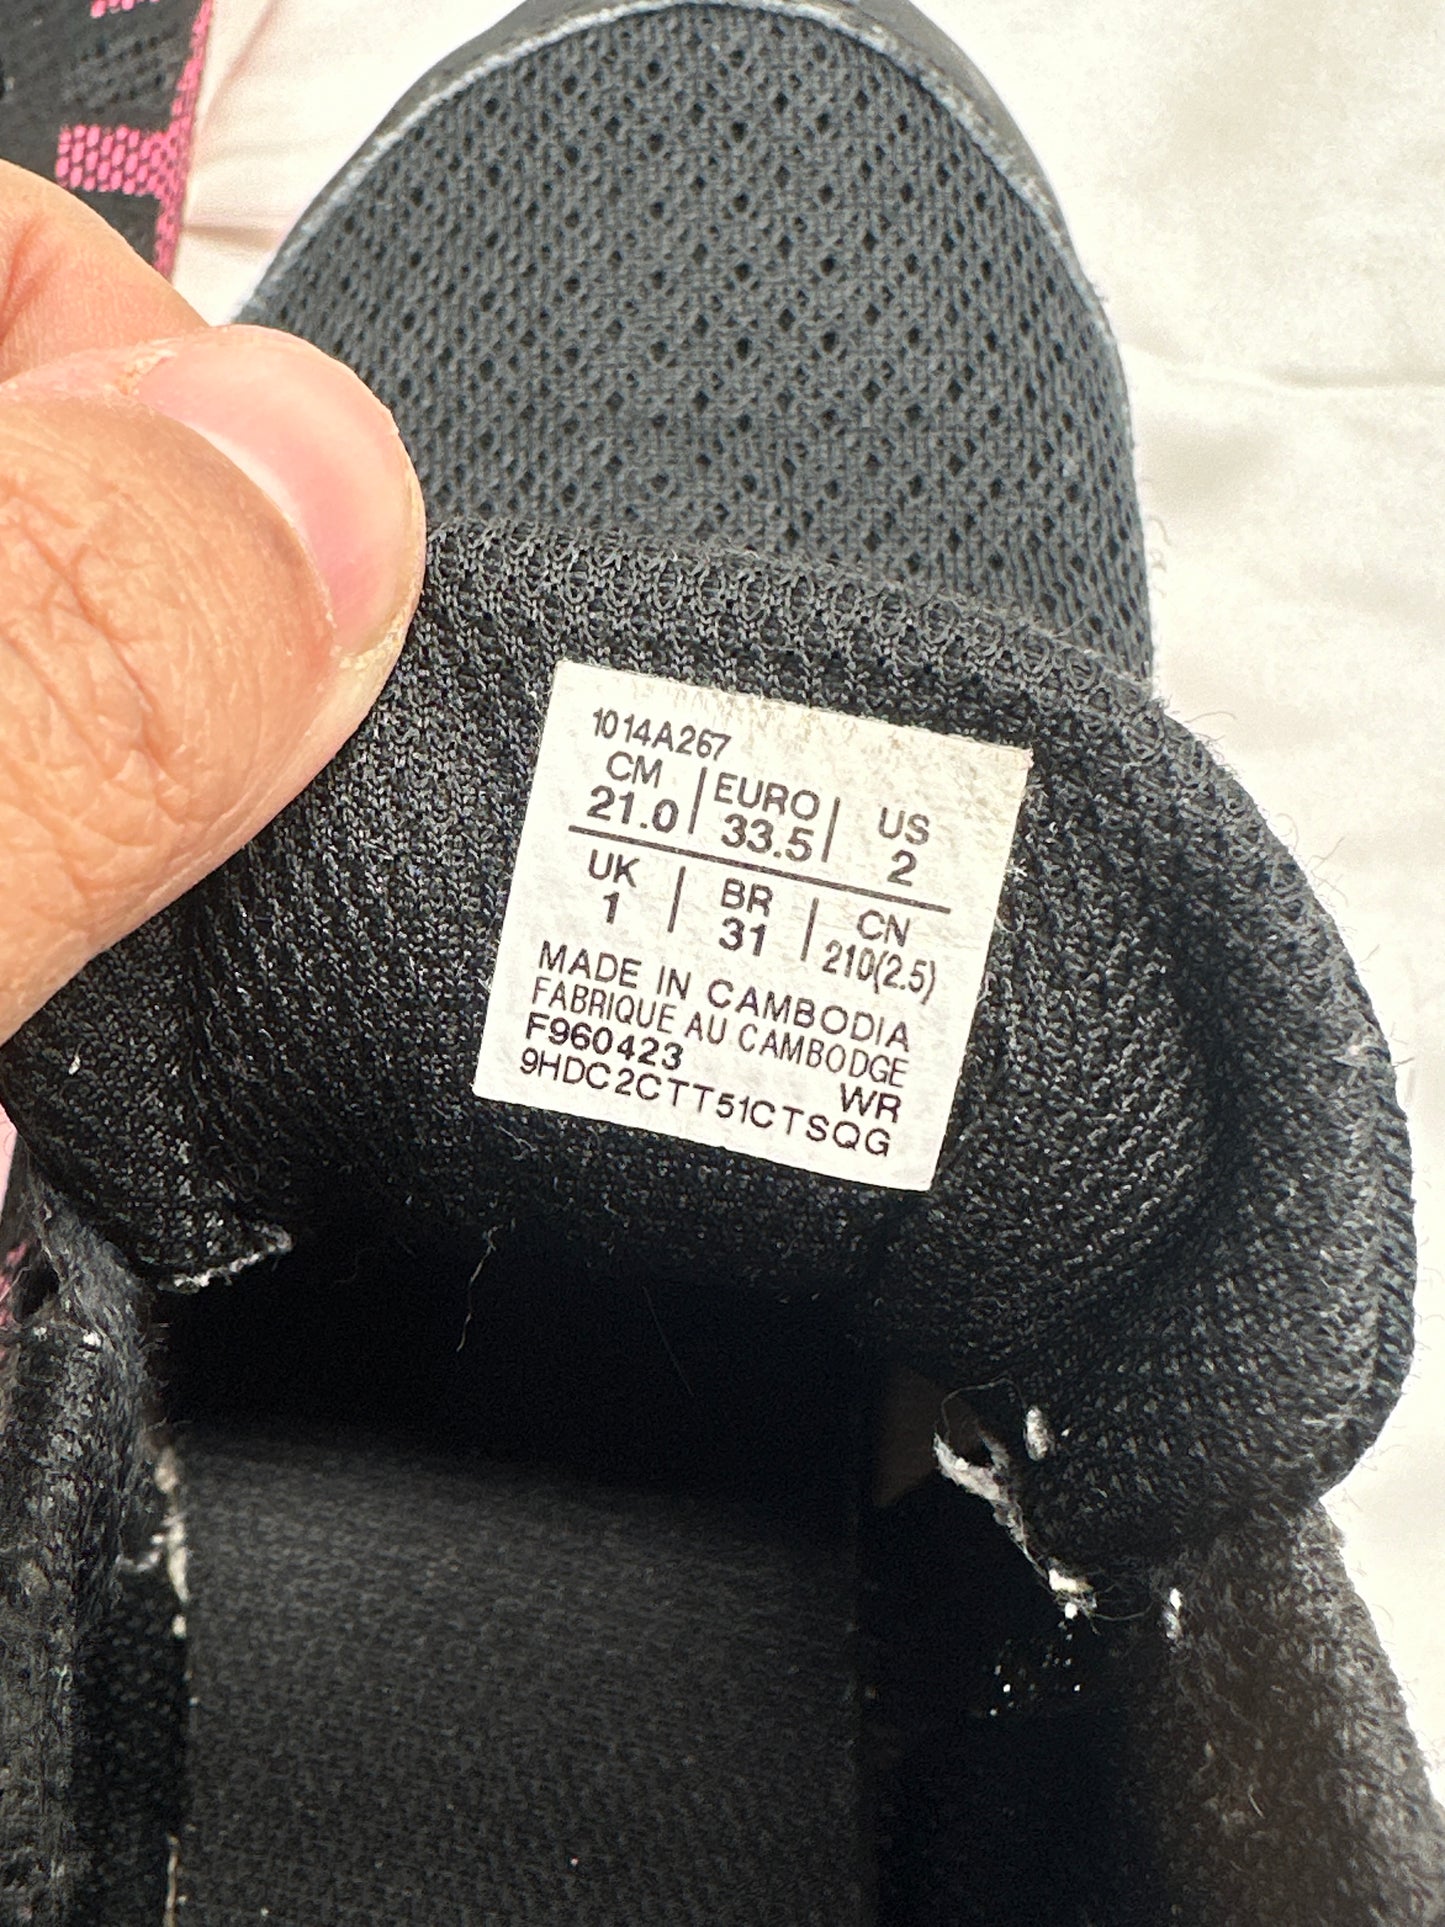 1014A267
CM EURO US
21.0 33.5 2
UK BR CN
1 31 210(2.5)
MADE IN CAMBODIA
FABRIQUE AU CAMBODGE
F960423 WR
9HDC2CTT51CTSQG